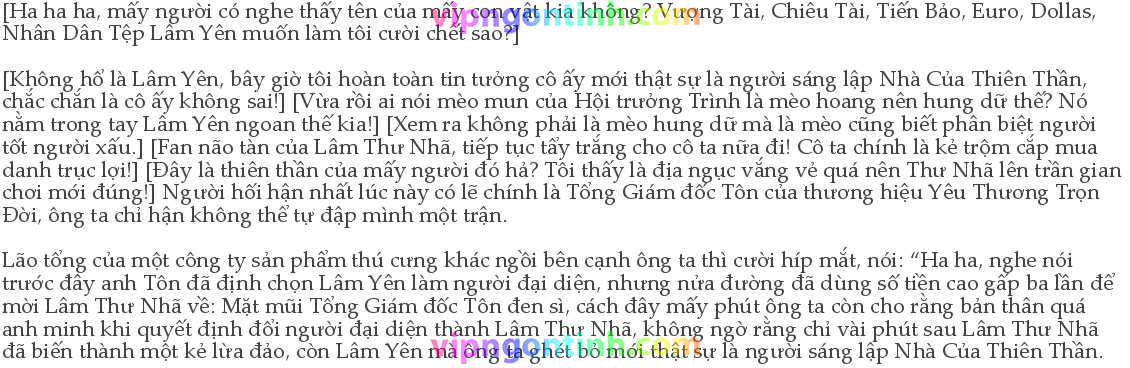 [Ha ha ha, mấy người có nghe thấy tên của mấy con vật kia không? Vượng Tài, Chiêu Tài, Tiến Bảo, Euro, Dollas,
vipngontinh.com
Nhân Dân Tệp Lâm Yên muốn làm tôi cười chết sao?]
[Không hổ là Lâm Yên, bây giờ tôi hoàn toàn tin tưởng cô ấy mới thật sự là người sáng lập Nhà Của Thiên Thần,
chắc chắn là cô ấy không sai!] [Vừa rồi ai nói mèo mun của Hội trưởng Trình là mèo hoang nên hung dữ thế? Nó
nằm trong tay Lâm Yên ngoan thế kia!] [Xem ra không phải là mèo hung dữ mà là mèo cũng biết phân biệt người
tốt người xấu.] [Fan não tàn của Lâm Thư Nhã, tiếp tục tẩy trắng cho cô ta nữa đi! Cô ta chính là kẻ trộm cắp mua
danh trục lợi!] [Đây là thiên thần của mấy người đó hả? Tôi thấy là địa ngục vắng vẻ quá nên Thư Nhã lên trần gian
chơi mới đúng!] Người hối hận nhất lúc này có lẽ chính là Tổng Giám đốc Tôn của thương hiệu Yêu Thương Trọn
Đời, ông ta chỉ hận không thể tự đập mình một trận.
Lão tổng của một công ty sản phẩm thú cưng khác ngồi bên cạnh ông ta thì cười híp mắt, nói: “Ha ha, nghe nói
trước đây anh Tôn đã định chọn Lâm Yên làm người đại diện, nhưng nửa đường đã dùng số tiền cao gấp ba lần để
mời Lâm Thư Nhã về: Mặt mũi Tổng Giám đốc Tôn đen sì, cách đây mấy phút ông ta còn cho rằng bản thân quá
anh minh khi quyết định đổi người đại diện thành Lâm Thư Nhã, không ngờ rằng chỉ vài phút sau Lâm Thư Nhã
đã biến thành một kẻ lừa đảo, còn Lâm Yên mà ông ta ghét bỏ mới thật sự là người sáng lập Nhà Của Thiên Thần.
vipngontinh.com